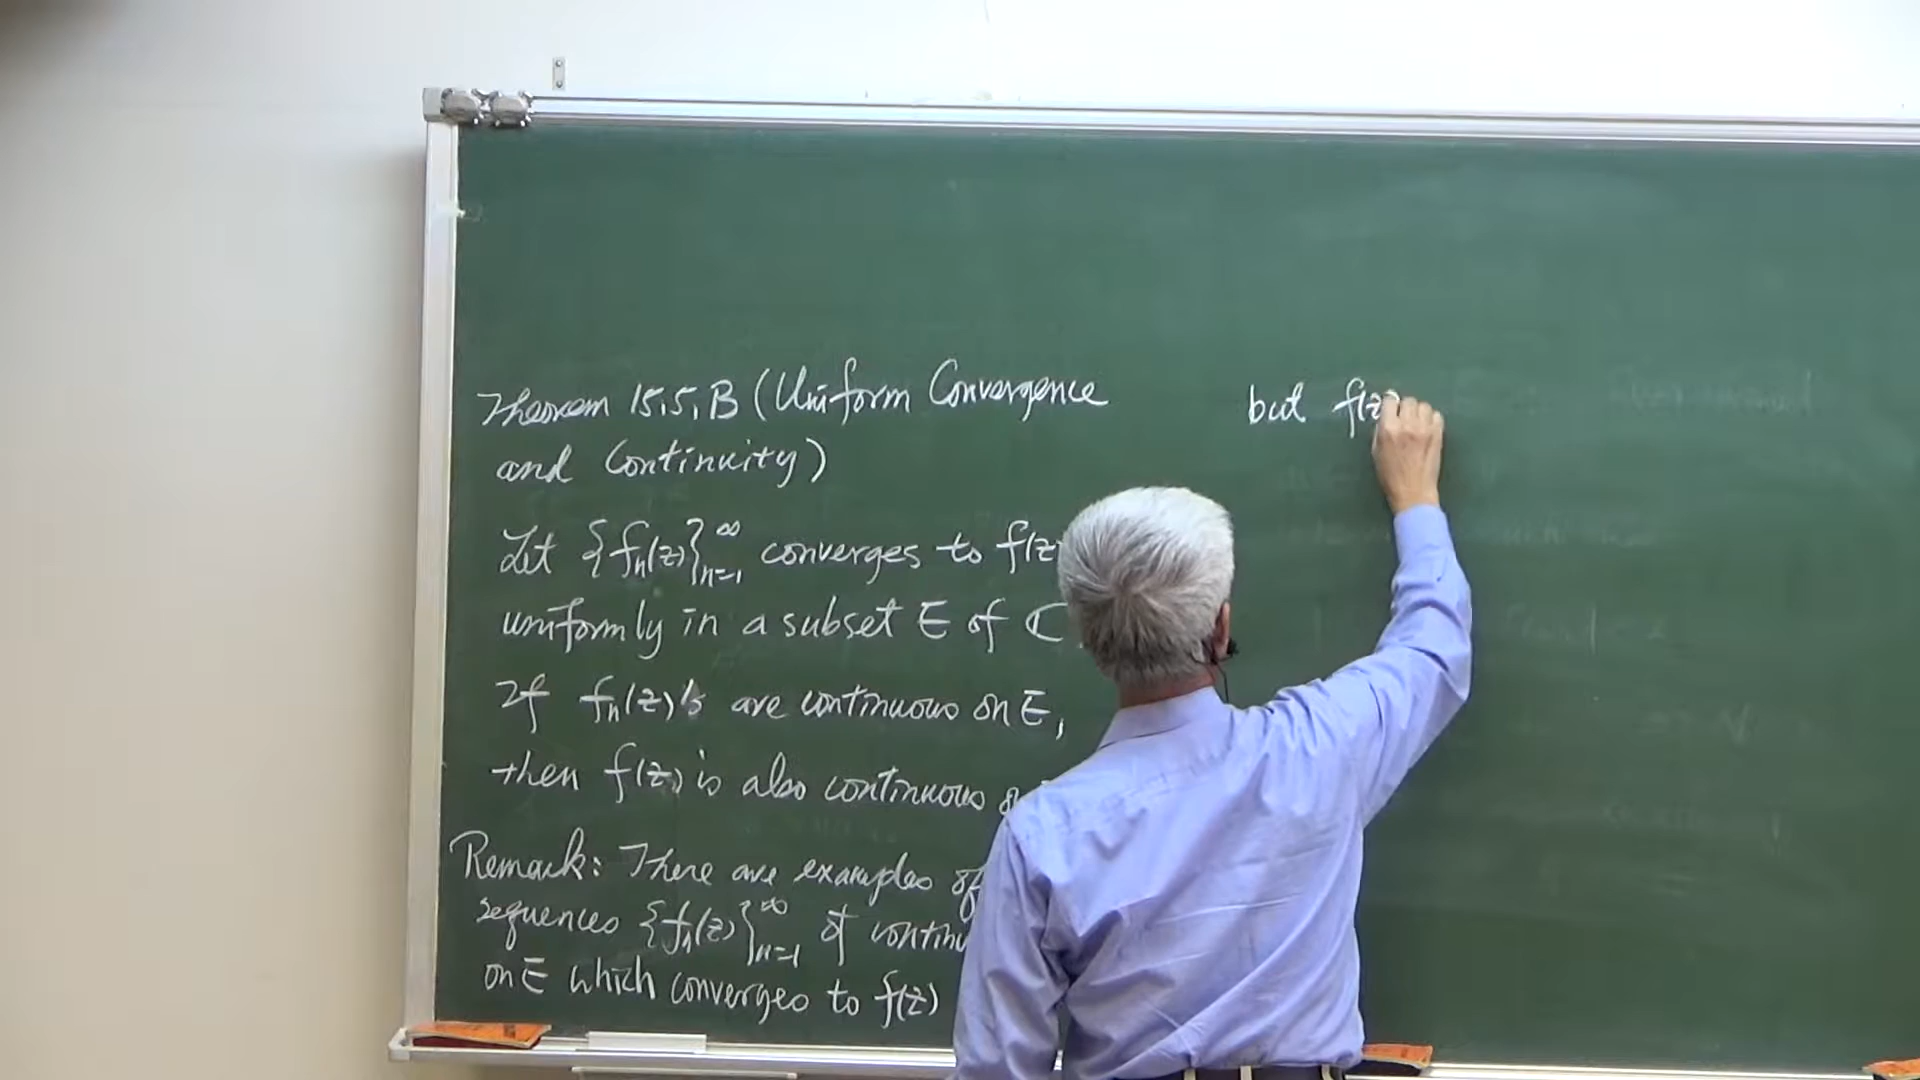 Theorem 15.5.B (Uniform Convergence
and Continuity)
Let {fn(z)}∞n=1 converges to f(z
uniformly in a subset E of ℂ
If fn(z)'s are continuous on E,
then f(z) is also continuous
Remark: There are examples of
sequences {fn(z)}∞n=1 of continu
on E which converges to f(z)
but f(z)